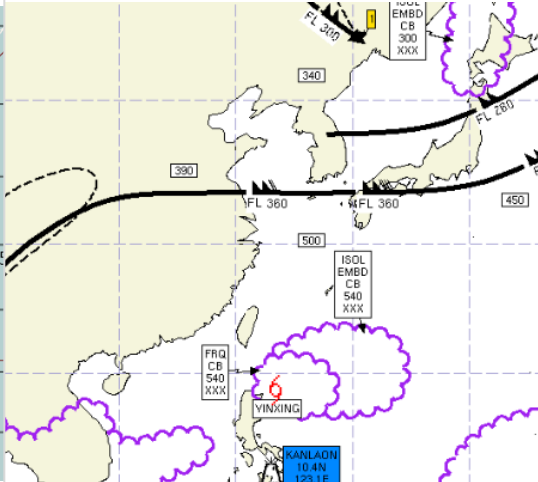 1
FL 300
ISOL
EMBD
CB
300
XXX
340
FL 280
390
FL 360
FL 360
450
500
ISOL
EMBD
CB
540
XXX
FRQ
CB
540
XXX
YINXING
KANLAON
10.4N
123.1E